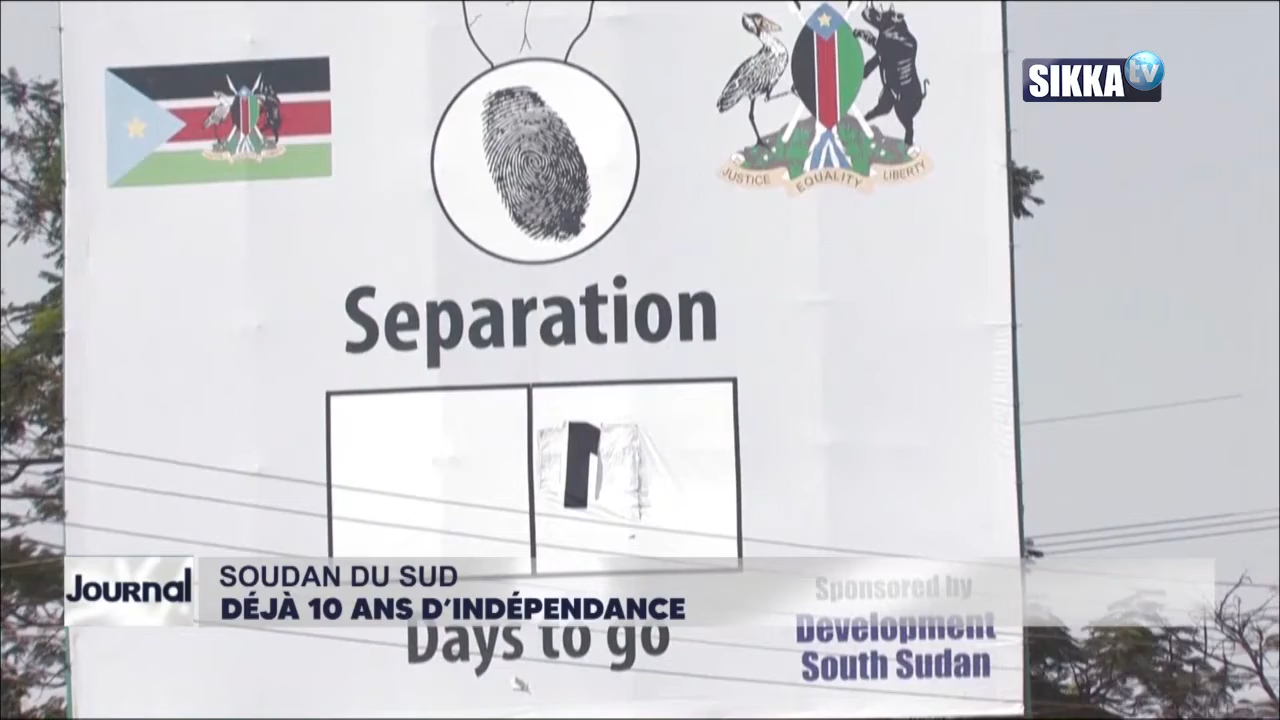 SIKKA tv
JUSTICE EQUALITY LIBERTY
Separation
1
Days to go
Sponsored by
Development
South Sudan
Journal
SOUDAN DU SUD
DÉJÀ 10 ANS D'INDÉPENDANCE